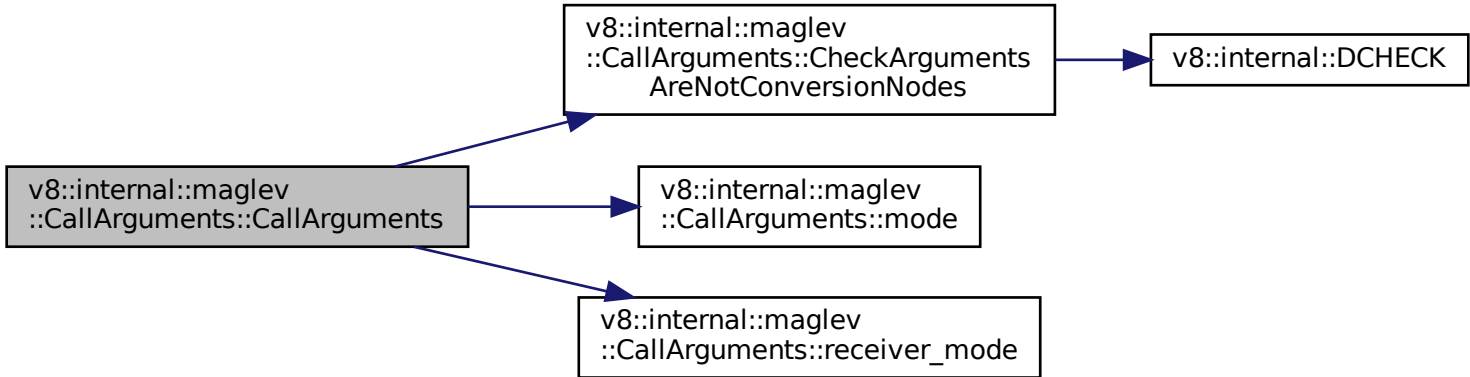 v8::internal::maglev
::CallArguments::CheckArguments
AreNotConversionNodes
v8::internal::DCHECK
v8::internal::maglev
::CallArguments::CallArguments
v8::internal::maglev
::CallArguments::mode
v8::internal::maglev
::CallArguments::receiver_mode